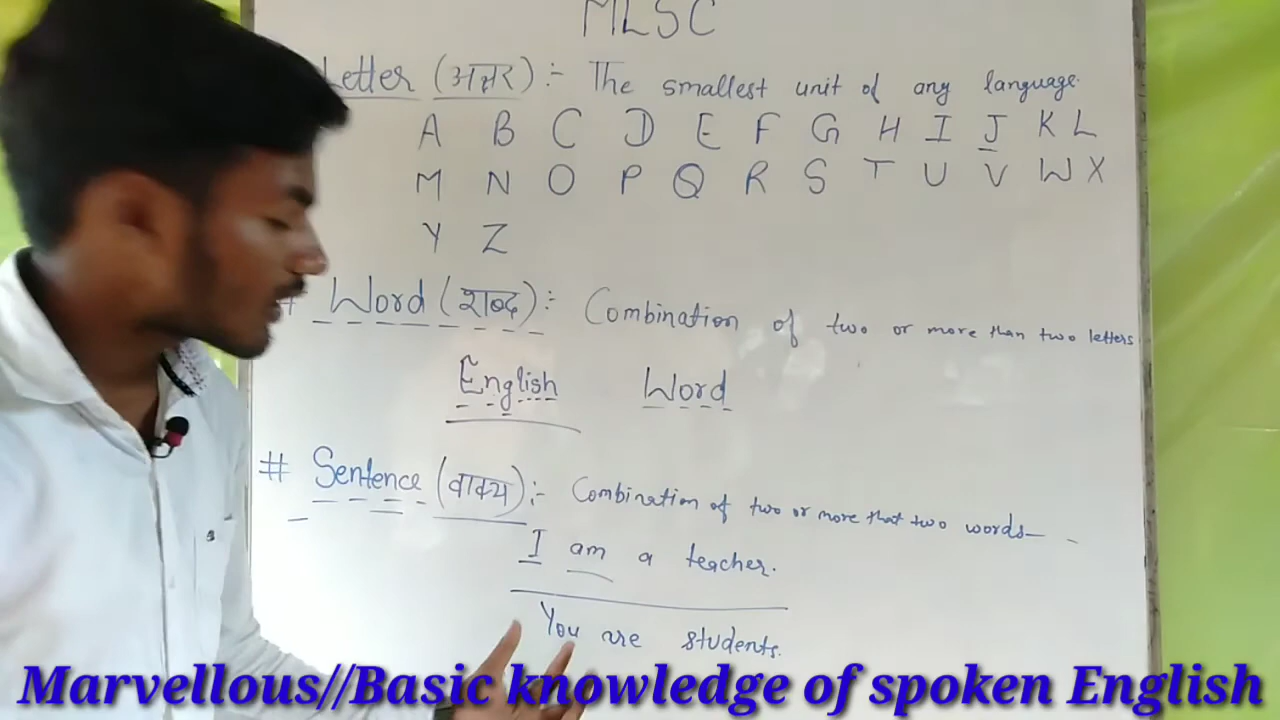 MLSC
Letter (अक्षर) :- The smallest unit of any language.
A B C D E F G H I J K L
M N O P Q R S T U V W X
Y Z
# Word (शब्द) :- Combination of two or more than two letters
English Word
# Sentence (वाक्य) :- Combination of two or more that two words
I am a teacher.
You are students.
Marvellous//Basic knowledge of spoken English